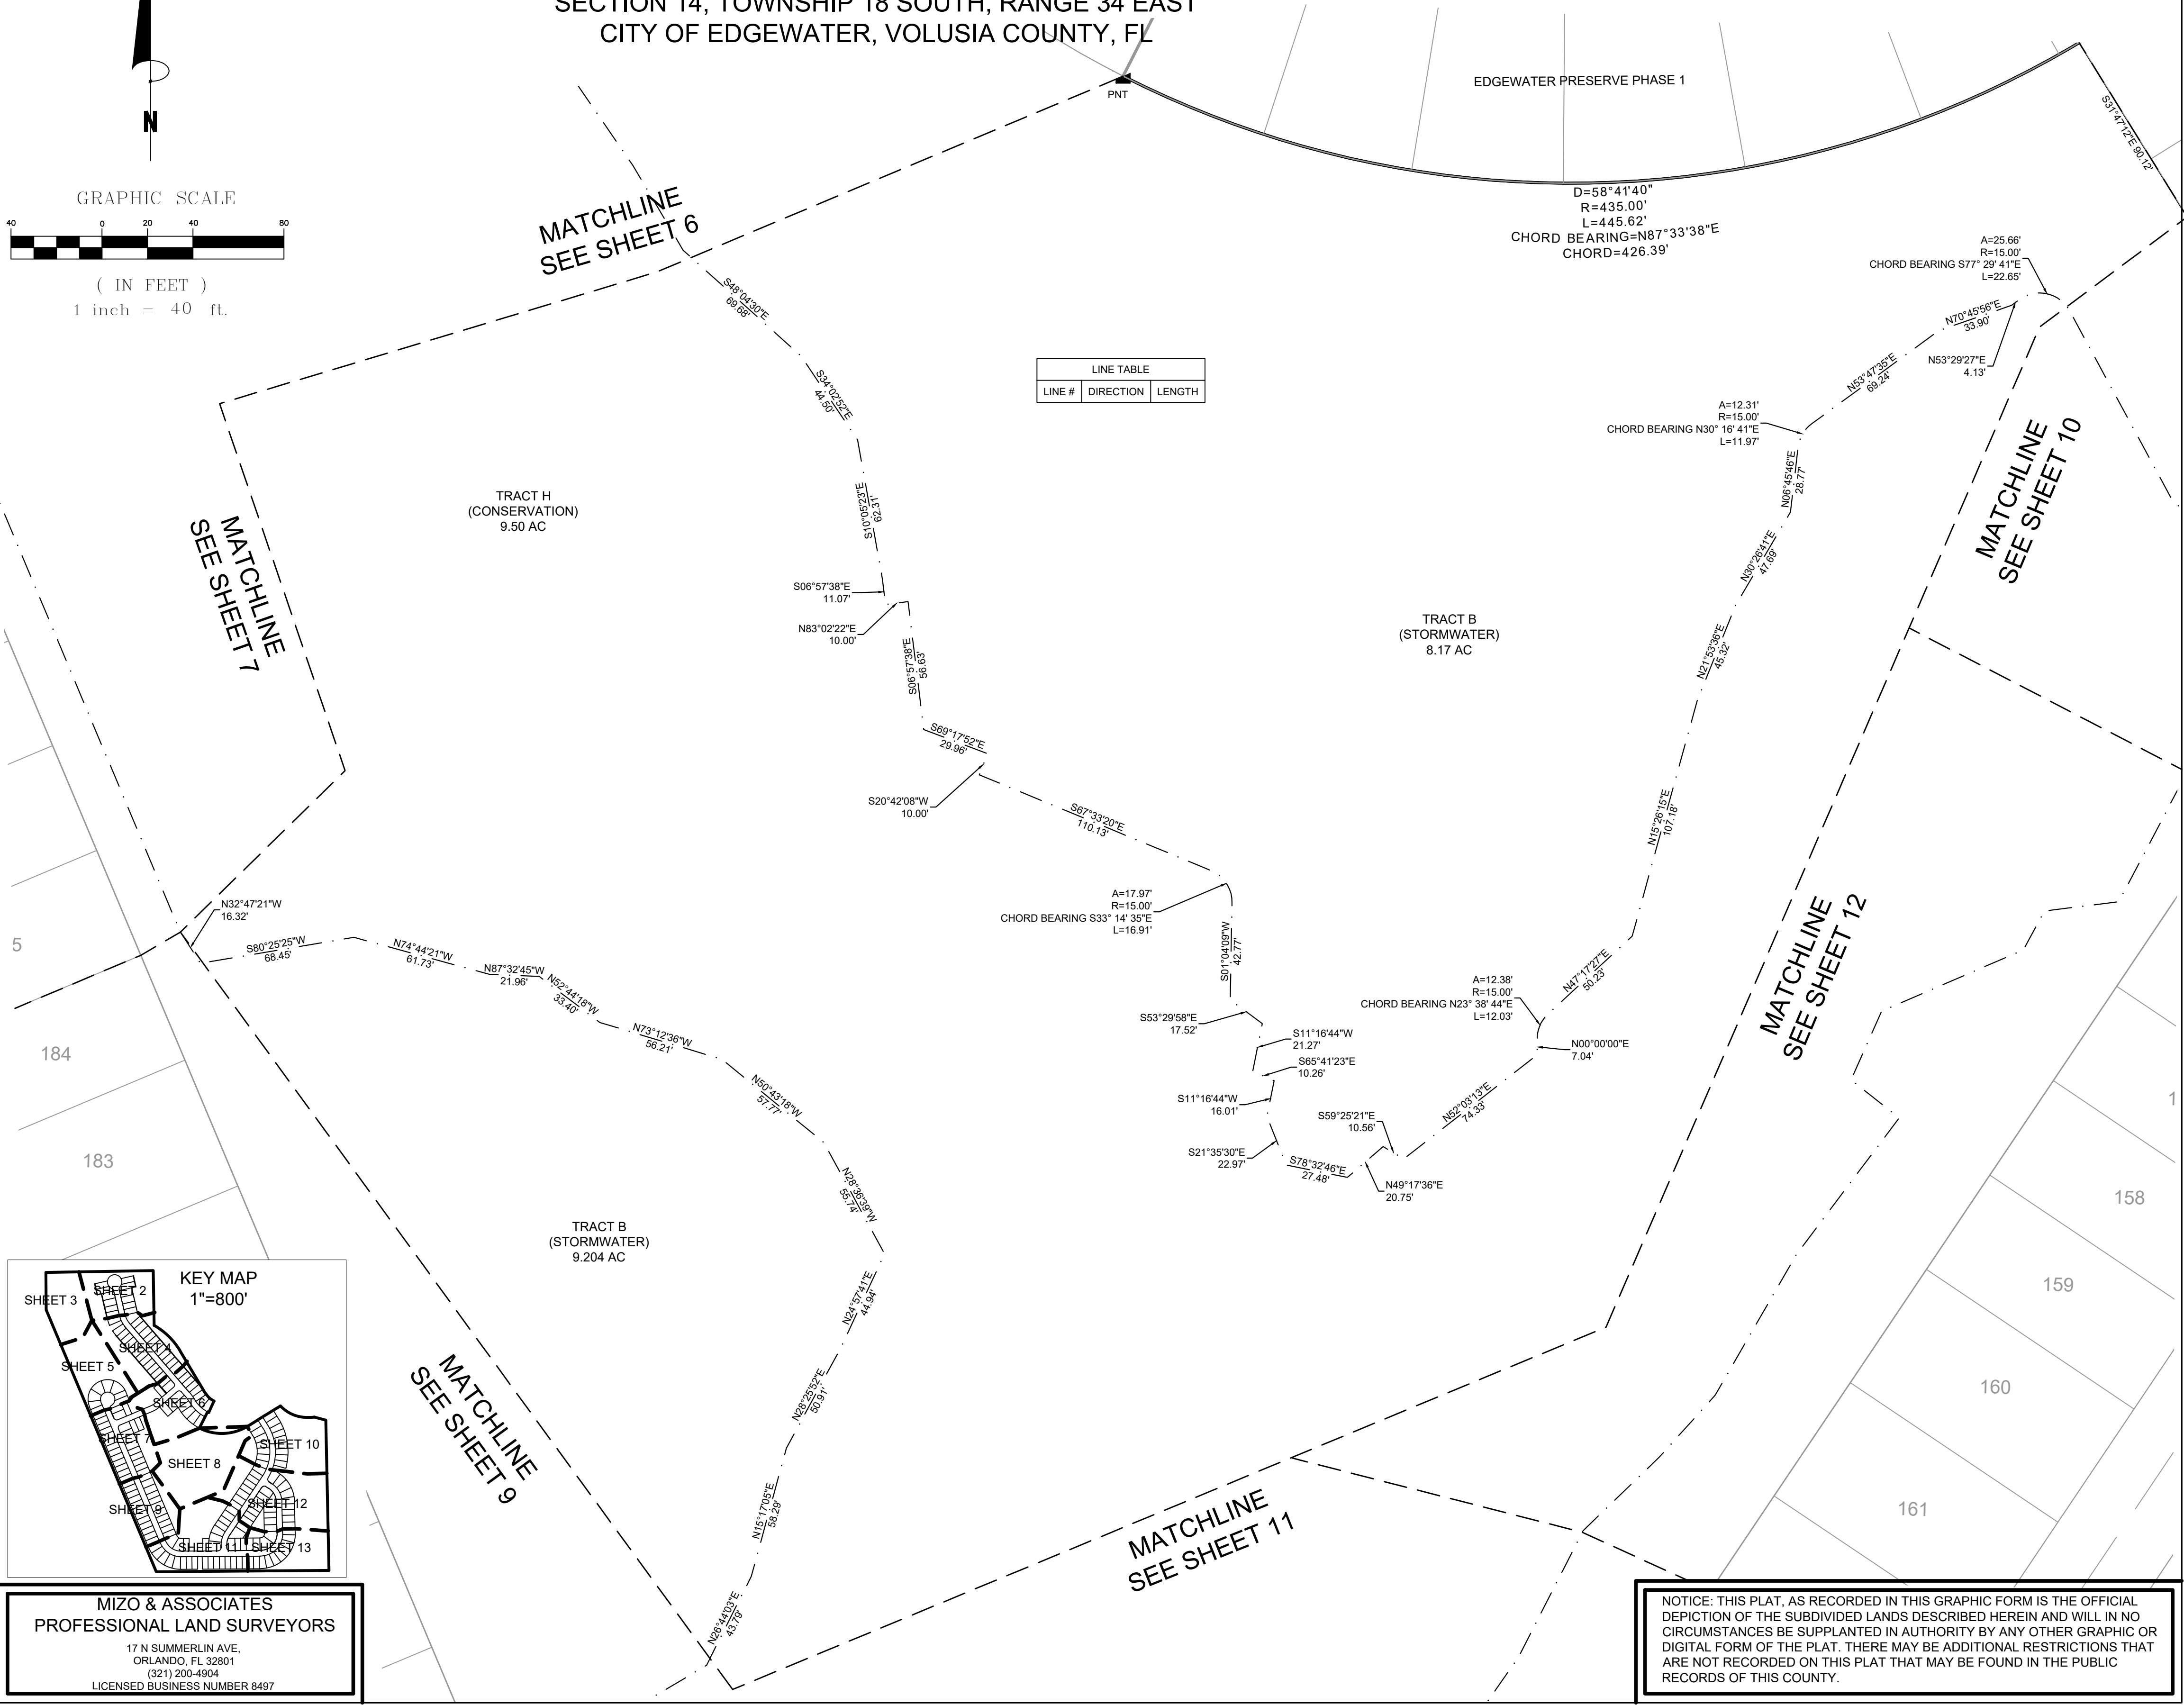 SECTION 14, TOWNSHIP 18 SOUTH, RANGE 34 EAST
CITY OF EDGEWATER, VOLUSIA COUNTY, FL
N
GRAPHIC SCALE
40 0 20 40 80
( IN FEET )
1 inch = 40 ft.
PNT
EDGEWATER PRESERVE PHASE 1
S31°47'12"E 90.12'
D=58°41'40"
R=435.00'
L=445.62'
CHORD BEARING=N87°33'38"E
CHORD=426.39'
MATCHLINE
SEE SHEET 6
A=25.66'
R=15.00'
CHORD BEARING S77° 29' 41"E
L=22.65'
S48°04'30"E
69.68'
N70°45'56"E
33.90'
N53°29'27"E
4.13'
N53°47'35"E
69.24'
LINE TABLE
LINE # DIRECTION LENGTH
S34°02'52"E
44.50'
A=12.31'
R=15.00'
CHORD BEARING N30° 16' 41"E
L=11.97'
N06°45'46"E
28.77'
MATCHLINE
SEE SHEET 10
TRACT H
(CONSERVATION)
9.50 AC
S10°05'23"E
62.31'
MATCHLINE
SEE SHEET 7
N30°26'41"E
47.69'
S06°57'38"E
11.07'
N83°02'22"E
10.00'
S06°57'38"E
56.63'
TRACT B
(STORMWATER)
8.17 AC
N21°53'36"E
45.32'
S69°17'52"E
29.96'
S20°42'08"W
10.00'
S67°33'20"E
110.13'
N15°26'15"E
107.18'
A=17.97'
R=15.00'
CHORD BEARING S33° 14' 35"E
L=16.91'
S01°04'09"W
42.77'
N32°47'21"W
16.32'
5
S80°25'25"W
68.45'
N74°44'21"W
61.73'
N87°32'45"W
21.96'
N52°44'18"W
33.40'
N73°12'36"W
56.21'
N47°17'27"E
50.23'
A=12.38'
R=15.00'
CHORD BEARING N23° 38' 44"E
L=12.03'
N00°00'00"E
7.04'
MATCHLINE
SEE SHEET 12
S53°29'58"E
17.52'
S11°16'44"W
21.27'
S65°41'23"E
10.26'
S11°16'44"W
16.01'
S59°25'21"E
10.56'
N52°03'13"E
74.33'
S21°35'30"E
22.97'
S78°32'46"E
27.48'
N49°17'36"E
20.75'
184
183
N50°43'18"W
57.77'
N28°36'39"W
55.74'
1
158
159
160
161
TRACT B
(STORMWATER)
9.204 AC
N24°57'41"E
44.94'
N28°25'52"E
50.91'
N15°17'05"E
58.29'
N26°44'03"E
43.79'
MATCHLINE
SEE SHEET 9
MATCHLINE
SEE SHEET 11
KEY MAP
1"=800'
SHEET 2
SHEET 3
SHEET 4
SHEET 5
SHEET 6
SHEET 7
SHEET 8
SHEET 10
SHEET 9
SHEET 12
SHEET 11
SHEET 13
MIZO & ASSOCIATES
PROFESSIONAL LAND SURVEYORS
17 N SUMMERLIN AVE,
ORLANDO, FL 32801
(321) 200-4904
LICENSED BUSINESS NUMBER 8497
NOTICE: THIS PLAT, AS RECORDED IN THIS GRAPHIC FORM IS THE OFFICIAL
DEPICTION OF THE SUBDIVIDED LANDS DESCRIBED HEREIN AND WILL IN NO
CIRCUMSTANCES BE SUPPLANTED IN AUTHORITY BY ANY OTHER GRAPHIC OR
DIGITAL FORM OF THE PLAT. THERE MAY BE ADDITIONAL RESTRICTIONS THAT
ARE NOT RECORDED ON THIS PLAT THAT MAY BE FOUND IN THE PUBLIC
RECORDS OF THIS COUNTY.